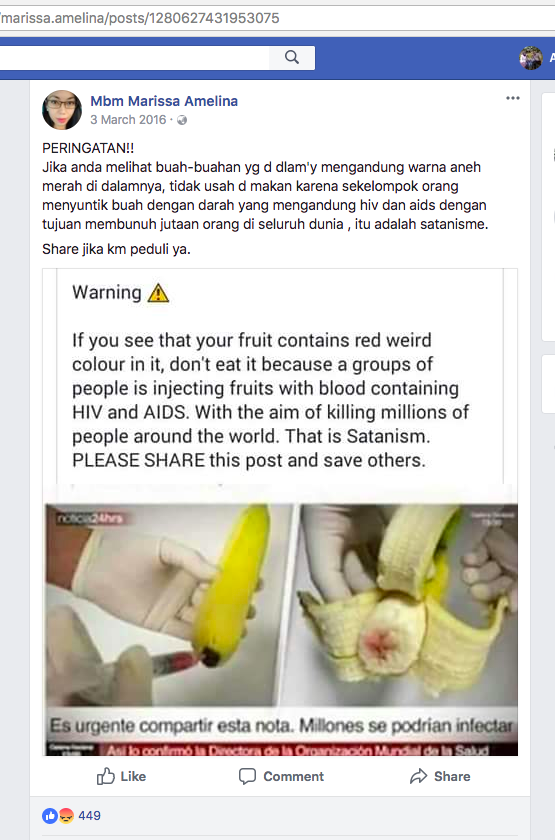 /marissa.amelina/posts/1280627431953075
A
Mbm Marissa Amelina
3 March 2016 ·
PERINGATAN!!
Jika anda melihat buah-buahan yg d dlam'y mengandung warna aneh
merah di dalamnya, tidak usah d makan karena sekelompok orang
menyuntik buah dengan darah yang mengandung hiv dan aids dengan
tujuan membunuh jutaan orang di seluruh dunia , itu adalah satanisme.
Share jika km peduli ya.
Warning
If you see that your fruit contains red weird
colour in it, don't eat it because a groups of
people is injecting fruits with blood containing
HIV and AIDS. With the aim of killing millions of
people around the world. That is Satanism.
PLEASE SHARE this post and save others.
noticia24hrs
Es urgente compartir esta nota. Millones se podrían infectar
Así lo confirmó la Directora de la Organización Mundial de la Salud
Like
Comment
Share
449